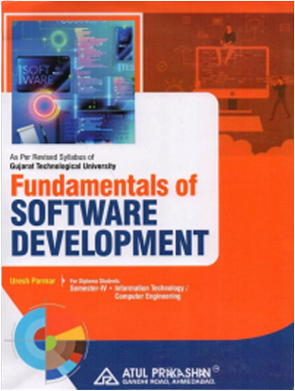 SOFT
WARE
As Per Revised Syllabus of
Gujarat Technological University
Fundamentals of
SOFTWARE
DEVELOPMENT
Uresh Parmar
For Diploma Students
Semester-IV • Information Technology /
Computer Engineering
ATUL PRAKASHAN
GANDHI ROAD, AHMEDABAD.